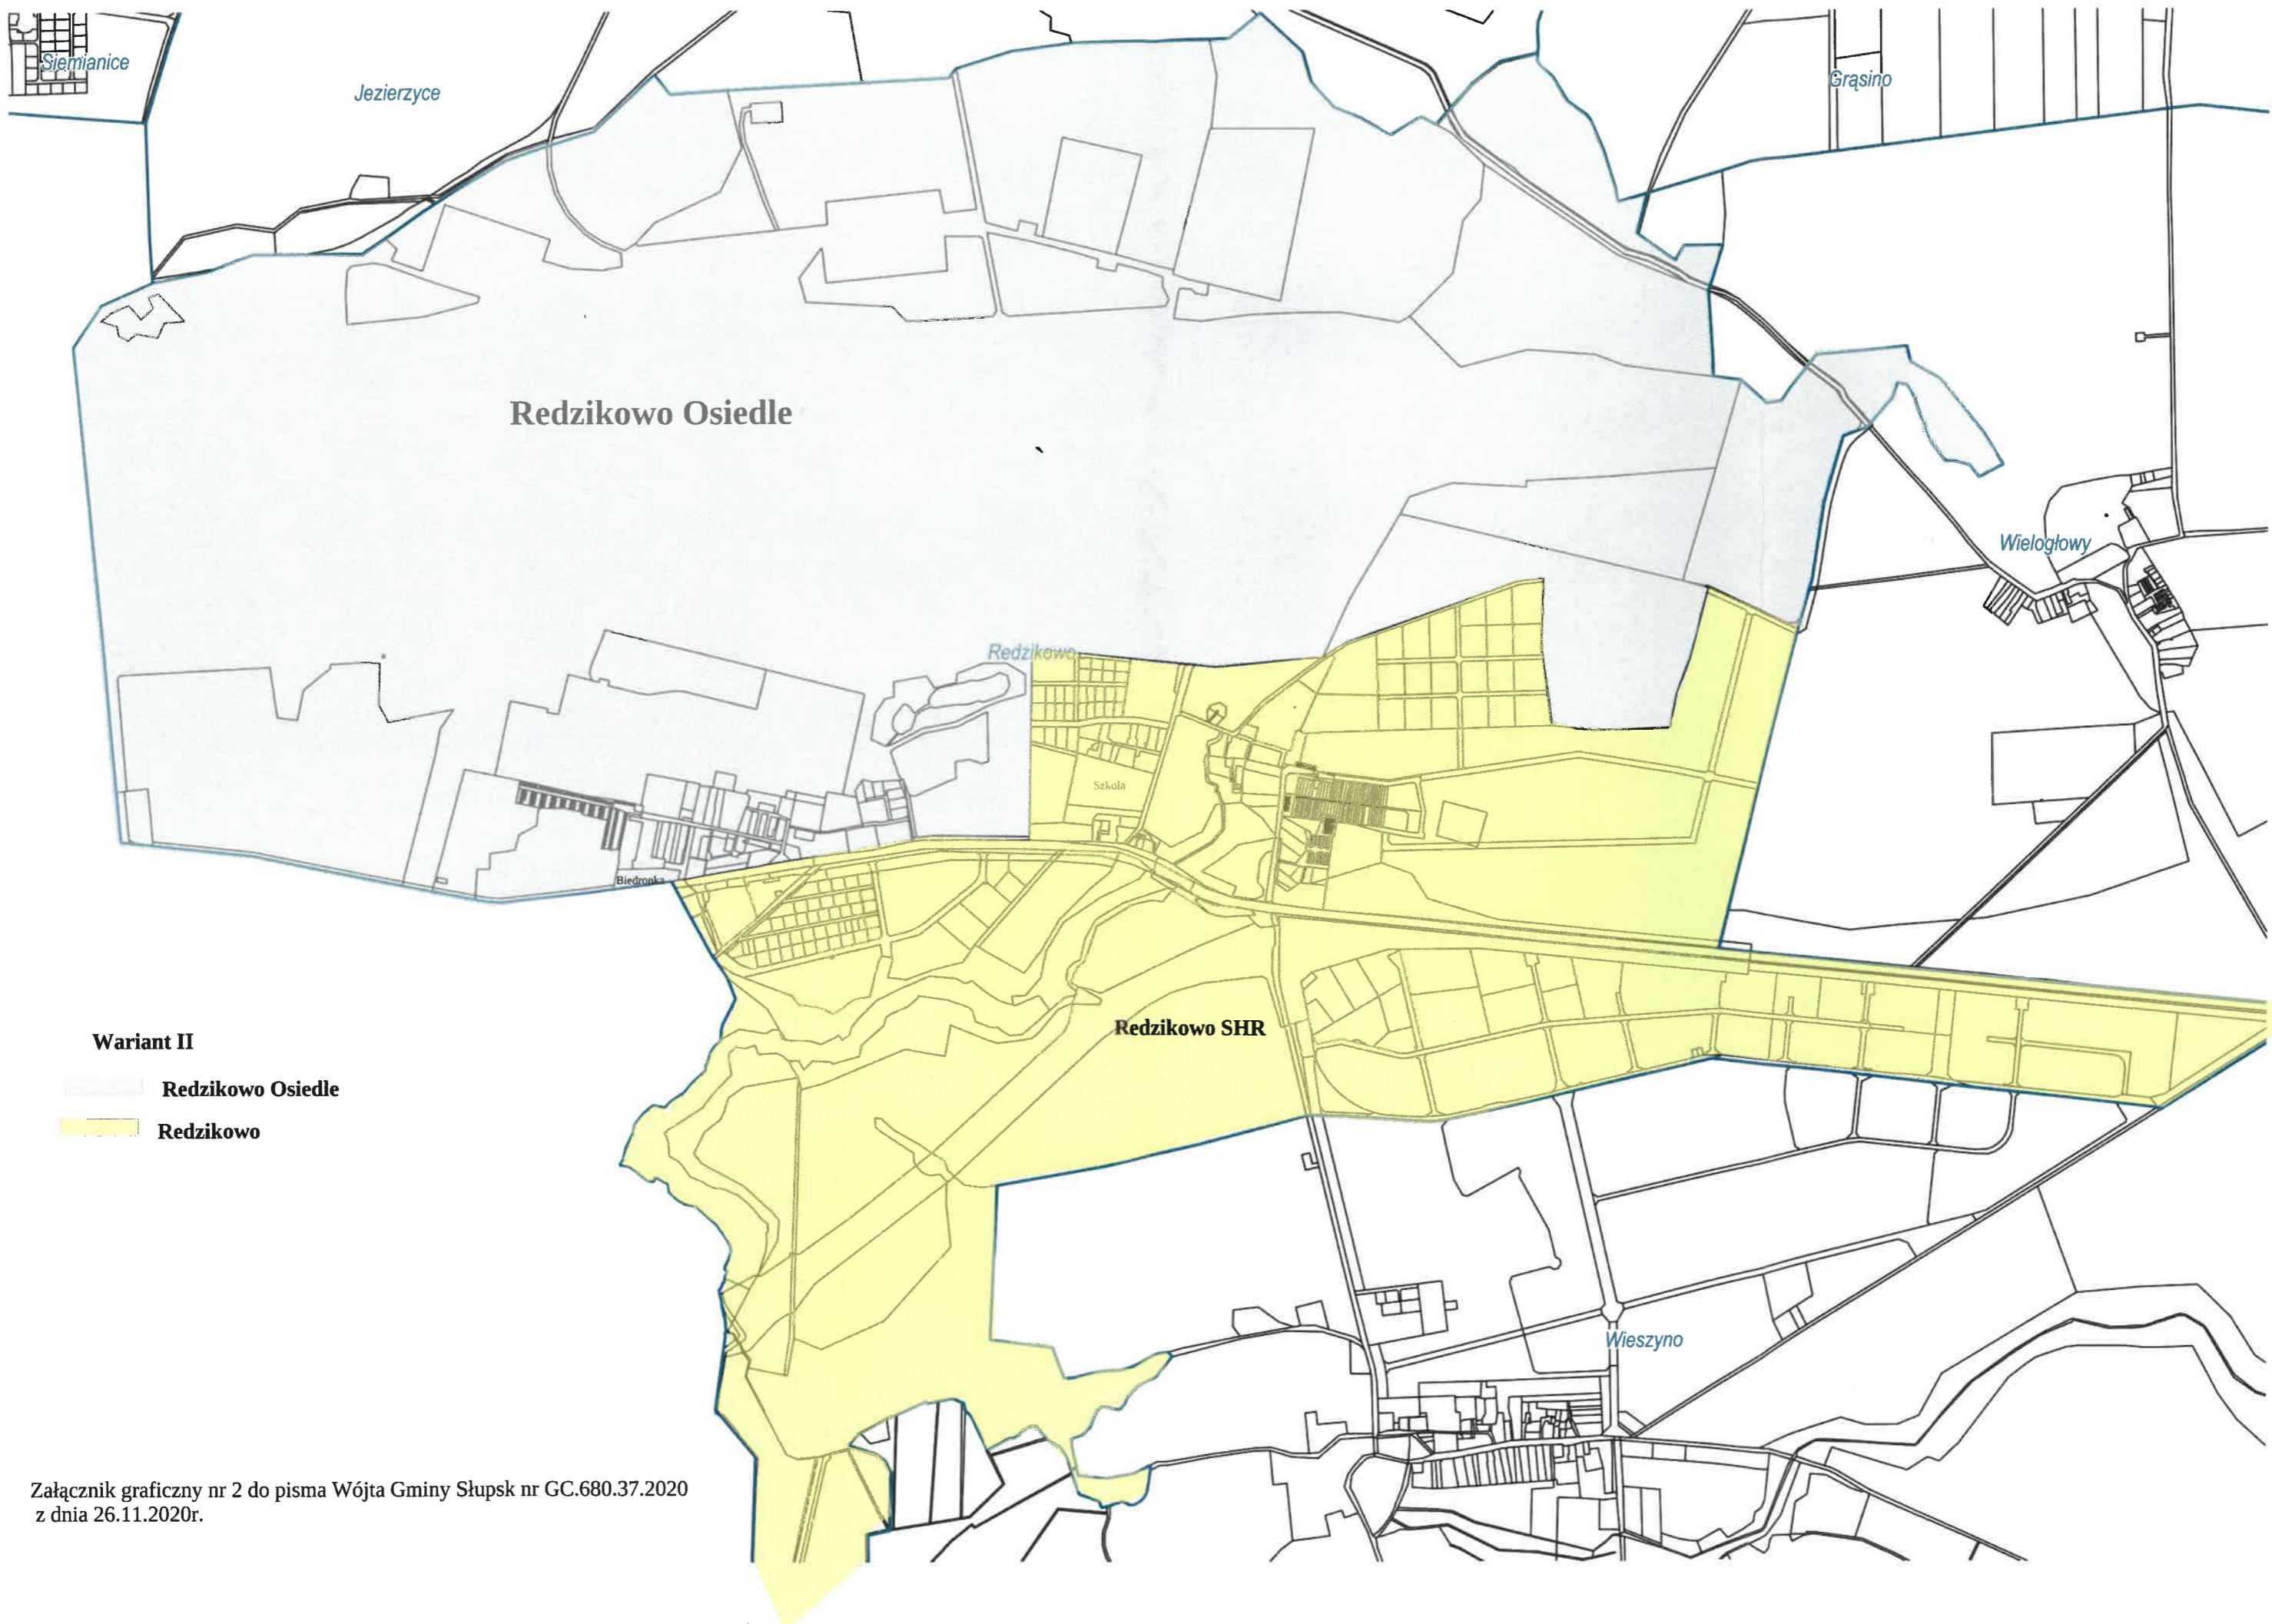 Siemianice
Jezierzyce
Grąsino
Redzikowo Osiedle
Wielogłowy
Redzikowo
Szkola
Biedronka
Redzikowo SHR
Wariant II
Redzikowo Osiedle
Redzikowo
Wieszyno
Załącznik graficzny nr 2 do pisma Wójta Gminy Słupsk nr GC.680.37.2020
z dnia 26.11.2020r.